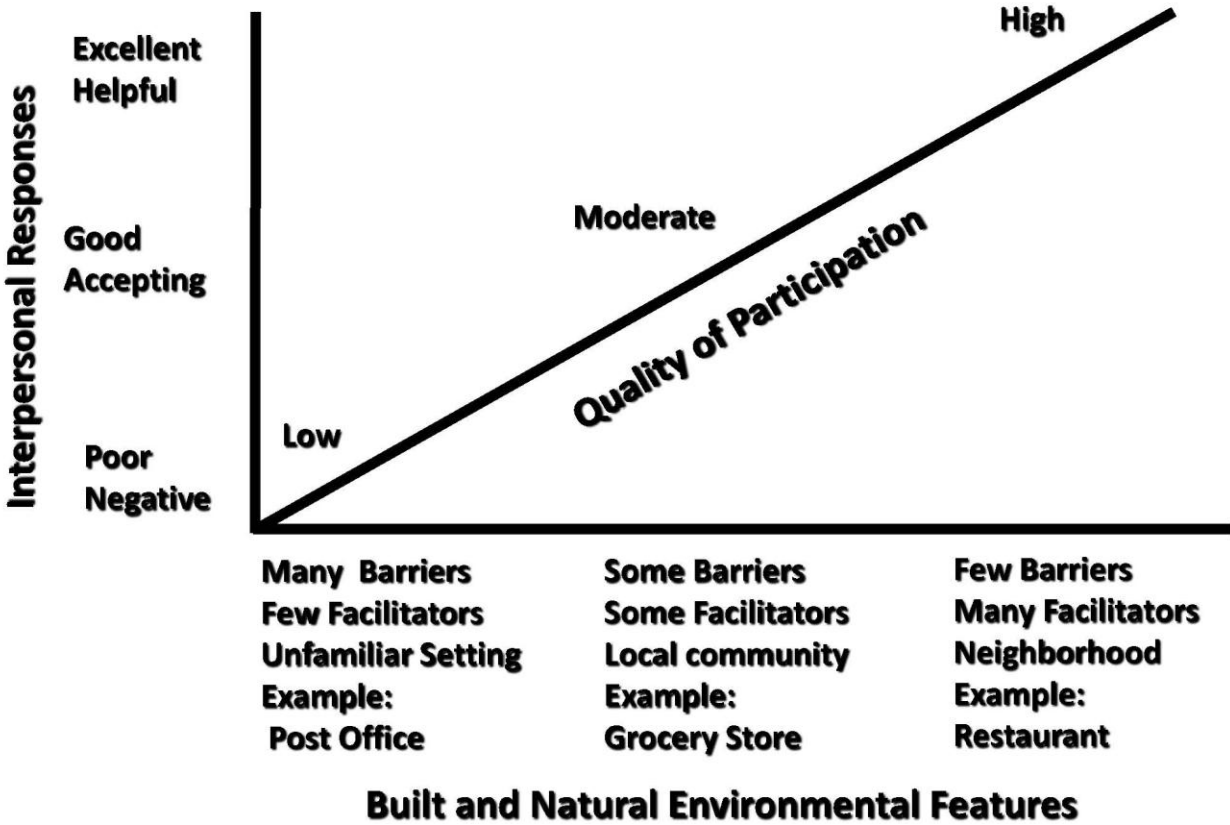 High
Excellent
Helpful
Moderate
Good
Accepting
Interpersonal Responses
Quality of Participation
Low
Poor
Negative
Many Barriers
Few Facilitators
Unfamiliar Setting
Example:
Post Office
Some Barriers
Some Facilitators
Local community
Example:
Grocery Store
Few Barriers
Many Facilitators
Neighborhood
Example:
Restaurant
Built and Natural Environmental Features